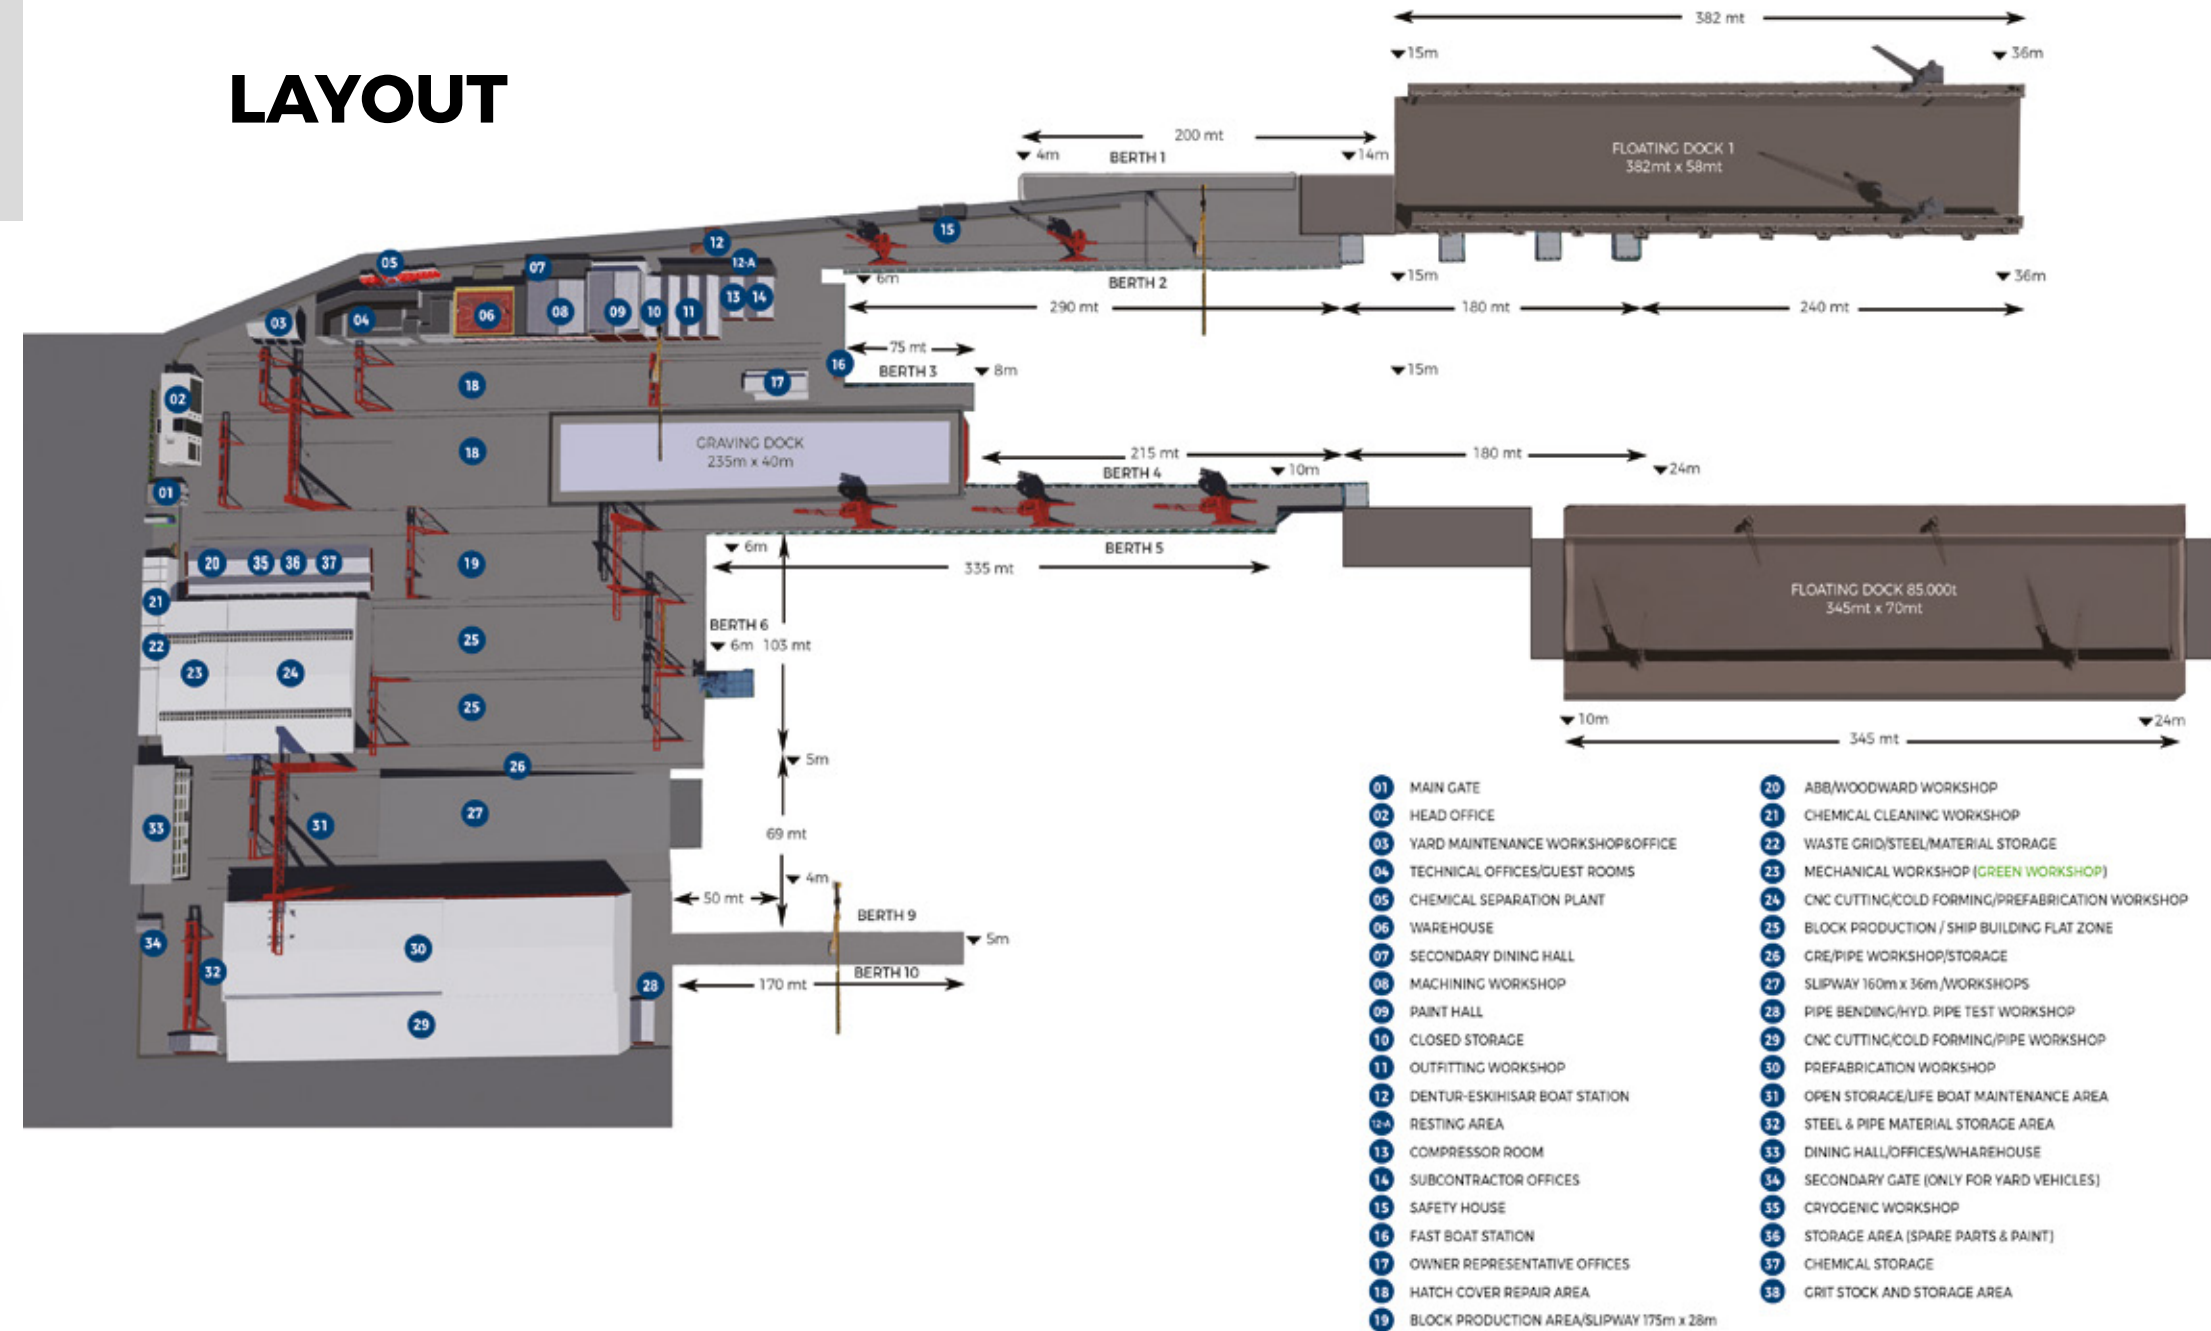 LAYOUT
382 mt
15m
36m
FLOATING DOCK 1
382mt x 58mt
200 mt
4m
BERTH 1
14m
15
12
05
07
12-A
03
04
06
08
09
10
11
13
14
6m
BERTH 2
15m
36m
290 mt
180 mt
240 mt
75 mt
16
BERTH 3
8m
15m
02
18
17
18
GRAVING DOCK
235m x 40m
215 mt
180 mt
BERTH 4
10m
24m
01
6m
BERTH 5
335 mt
20
35
36
37
19
FLOATING DOCK 85.000t
345mt x 70mt
21
22
BERTH 6
6m
103 mt
25
23
24
25
10m
24m
345 mt
26
5m
33
31
27
69 mt
4m
50 mt
BERTH 9
5m
34
32
30
BERTH 10
28
170 mt
29
01 MAIN GATE
02 HEAD OFFICE
03 YARD MAINTENANCE WORKSHOP&OFFICE
04 TECHNICAL OFFICES/GUEST ROOMS
05 CHEMICAL SEPARATION PLANT
06 WAREHOUSE
07 SECONDARY DINING HALL
08 MACHINING WORKSHOP
09 PAINT HALL
10 CLOSED STORAGE
11 OUTFITTING WORKSHOP
12 DENTUR-ESKIHISAR BOAT STATION
12-A RESTING AREA
13 COMPRESSOR ROOM
14 SUBCONTRACTOR OFFICES
15 SAFETY HOUSE
16 FAST BOAT STATION
17 OWNER REPRESENTATIVE OFFICES
18 HATCH COVER REPAIR AREA
19 BLOCK PRODUCTION AREA/SLIPWAY 175m x 28m
20 ABB/WOODWARD WORKSHOP
21 CHEMICAL CLEANING WORKSHOP
22 WASTE GRID/STEEL/MATERIAL STORAGE
23 MECHANICAL WORKSHOP (GREEN WORKSHOP)
24 CNC CUTTING/COLD FORMING/PREFABRICATION WORKSHOP
25 BLOCK PRODUCTION / SHIP BUILDING FLAT ZONE
26 GRE/PIPE WORKSHOP/STORAGE
27 SLIPWAY 160m x 36m /WORKSHOPS
28 PIPE BENDING/HYD. PIPE TEST WORKSHOP
29 CNC CUTTING/COLD FORMING/PIPE WORKSHOP
30 PREFABRICATION WORKSHOP
31 OPEN STORAGE/LIFE BOAT MAINTENANCE AREA
32 STEEL & PIPE MATERIAL STORAGE AREA
33 DINING HALL/OFFICES/WHAREHOUSE
34 SECONDARY GATE (ONLY FOR YARD VEHICLES)
35 CRYOGENIC WORKSHOP
36 STORAGE AREA (SPARE PARTS & PAINT)
37 CHEMICAL STORAGE
38 GRIT STOCK AND STORAGE AREA